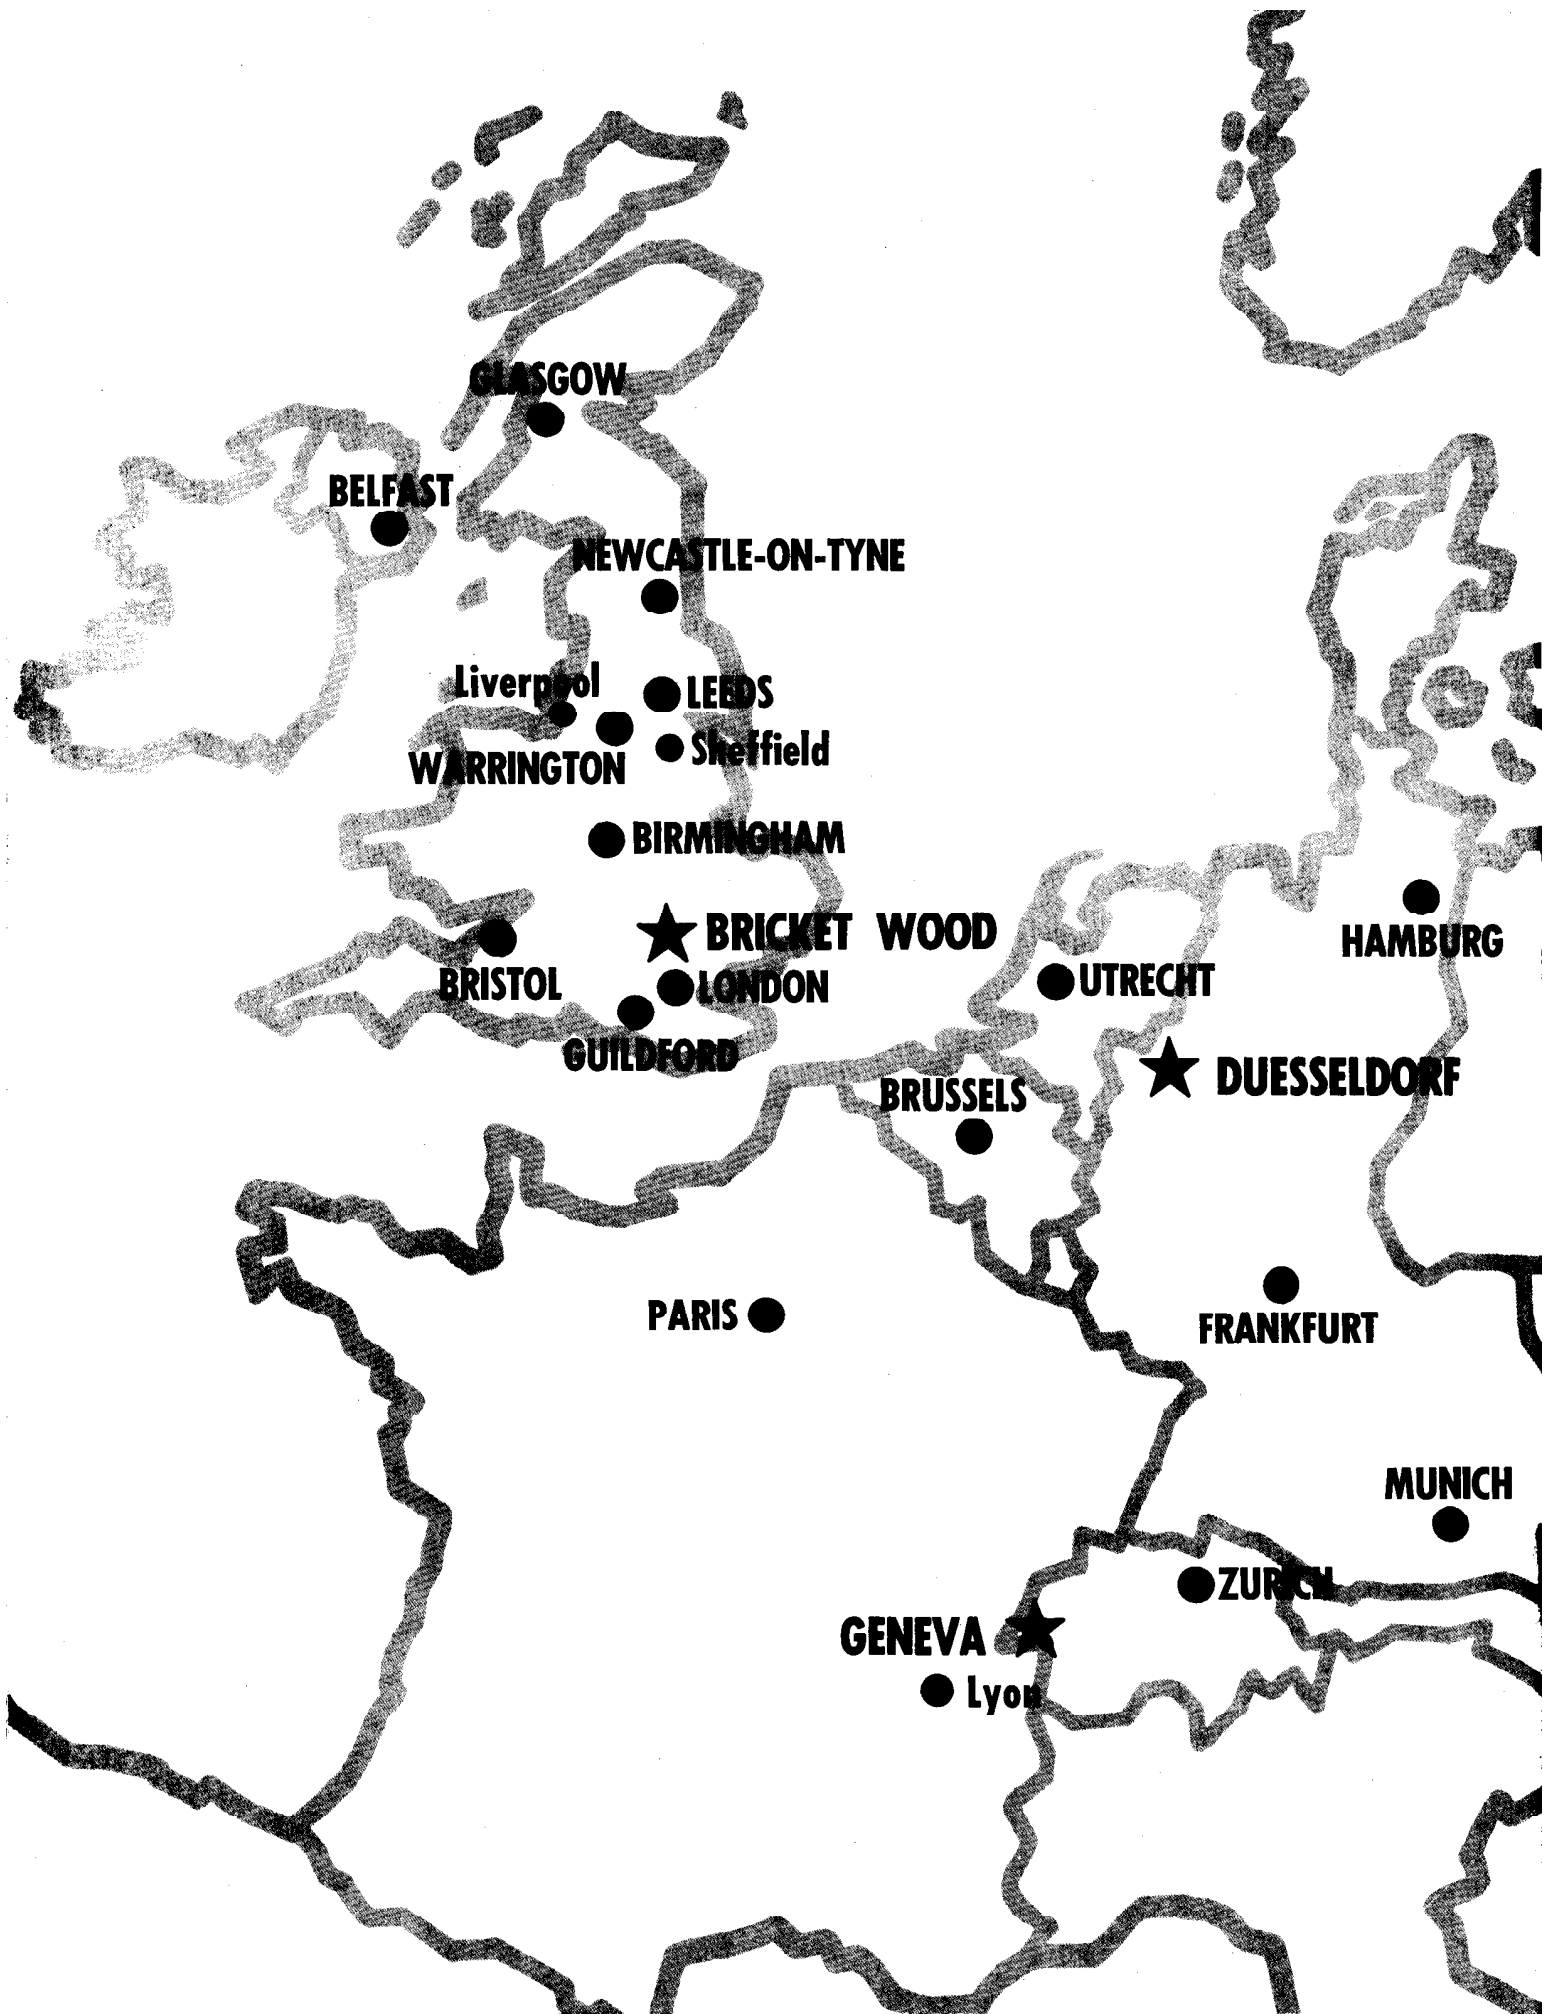 GLASGOW
BELFAST
NEWCASTLE-ON-TYNE
Liverpool
LEEDS
WARRINGTON
Sheffield
BIRMINGHAM
BRICKET WOOD
HAMBURG
BRISTOL
LONDON
UTRECHT
GUILDFORD
DUESSELDORF
BRUSSELS
PARIS
FRANKFURT
MUNICH
ZURICH
GENEVA
Lyon